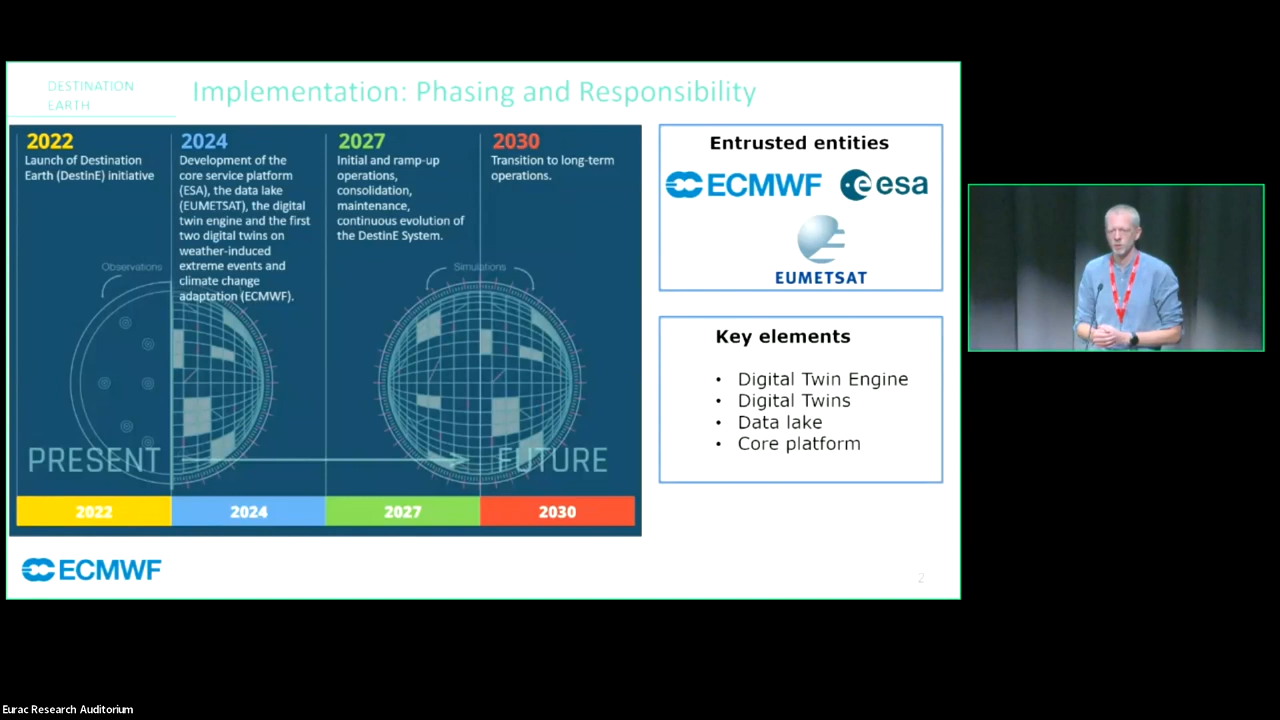 DESTINATION
EARTH
Implementation: Phasing and Responsibility
2022
Launch of Destination
Earth (DestinE) initiative
2024
Development of the
core service platform
(ESA), the data lake
(EUMETSAT), the digital
twin engine and the first
two digital twins on
weather-induced
extreme events and
climate change
adaptation (ECMWF).
2027
Initial and ramp-up
operations,
consolidation,
maintenance,
continuous evolution of
the DestinE System.
2030
Transition to long-term
operations.
Observations
Simulations
PRESENT
FUTURE
2022
2024
2027
2030
Entrusted entities
ECMWF
esa
EUMETSAT
Key elements
• Digital Twin Engine
• Digital Twins
• Data lake
• Core platform
ECMWF
2
Eurac Research Auditorium